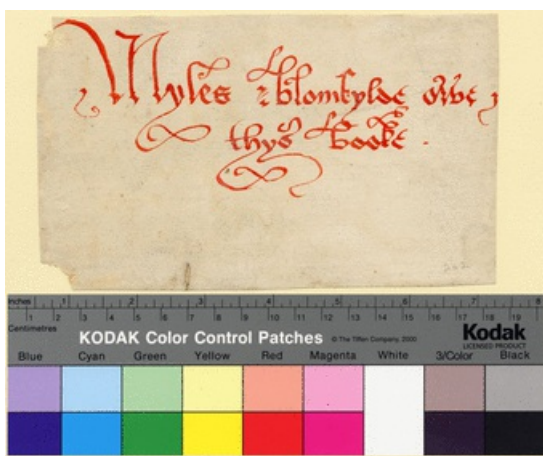 Myles Blomfylde owe
thys booke .
inches 1 2 3 4 5 6 7 8
Centimetres 1 2 3 4 5 6 7 8 9 10 11 12 13 14 15 16 17 18 19
KODAK Color Control Patches © The Tiffen Company, 2000 Kodak
LICENSED PRODUCT
Blue Cyan Green Yellow Red Magenta White 3/Color Black